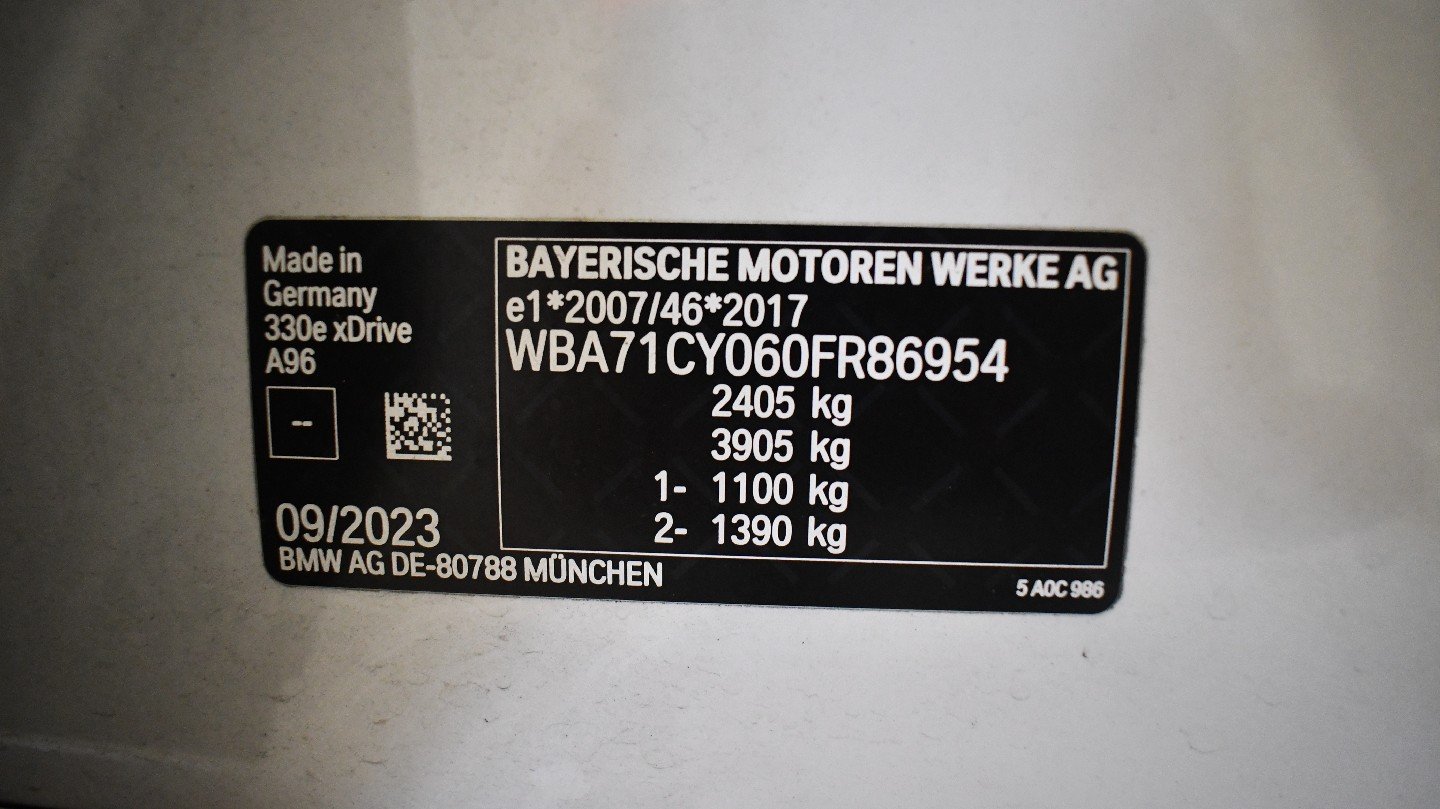 Made in
Germany
330e xDrive
A96
--
09/2023
BMW AG DE-80788 MÜNCHEN
BAYERISCHE MOTOREN WERKE AG
e1*2007/46*2017
WBA71CY060FR86954
2405 kg
3905 kg
1- 1100 kg
2- 1390 kg
5 A0C 986